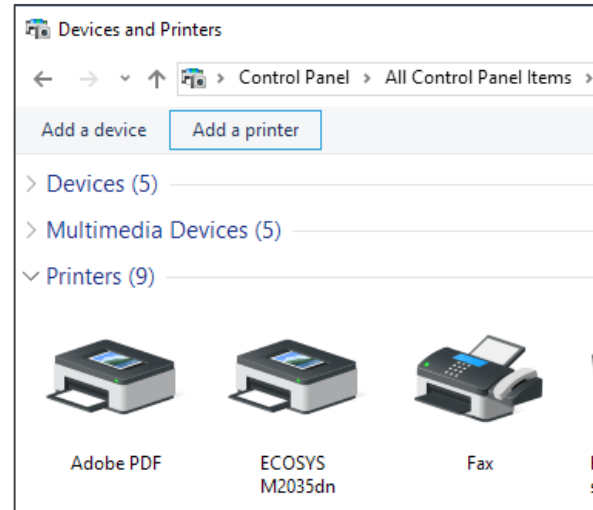 Devices and Printers
Control Panel > All Control Panel Items >
Add a device Add a printer
Devices (5)
Multimedia Devices (5)
Printers (9)
Adobe PDF ECOSYS Fax
M2035dn